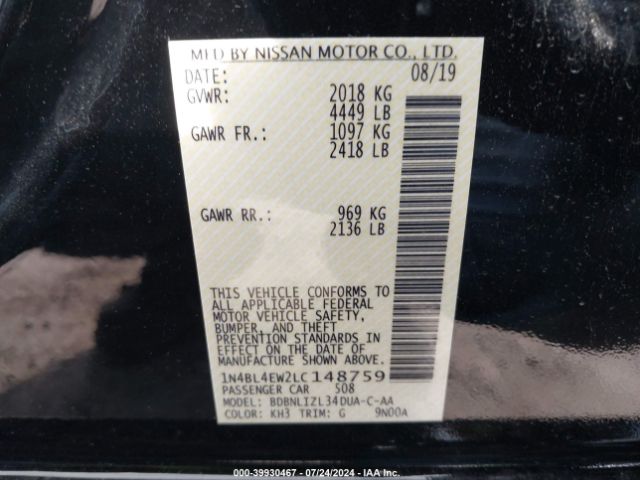 MFD BY NISSAN MOTOR CO., LTD.
DATE: 08/19
GVWR: 2018 KG
4449 LB
GAWR FR.: 1097 KG
2418 LB
GAWR RR.: 969 KG
2136 LB
THIS VEHICLE CONFORMS TO
ALL APPLICABLE FEDERAL
MOTOR VEHICLE SAFETY,
BUMPER, AND THEFT
PREVENTION STANDARDS IN
EFFECT ON THE DATE OF
MANUFACTURE SHOWN ABOVE.
1N4BL4EW2LC148759
PASSENGER CAR 508
MODEL: BDBNLIZL34DUA-C-AA
COLOR: KH3 TRIM: G 9N00A
000-39930467 - 07/24/2024 - IAA Inc.